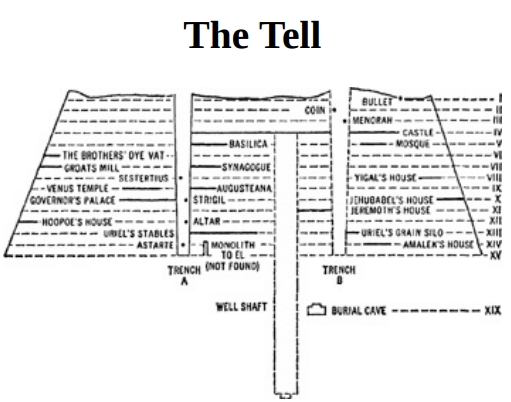 The Tell
BULLET I
COIN II
MENORAH III
CASTLE IV
BASILICA MOSQUE V
THE BROTHERS' DYE VAT VI
GROATS MILL SYNAGOGUE VII
SESTERTIUS YIGAL'S HOUSE VIII
VENUS TEMPLE AUGUSTEANA IX
GOVERNOR'S PALACE STRIGIL JEHUBABEL'S HOUSE X
JEREMOTH'S HOUSE XI
HOOPOE'S HOUSE ALTAR XII
URIEL'S STABLES URIEL'S GRAIN SILO XIII
ASTARTE MONOLITH AMALEK'S HOUSE XIV
TO EL XV
(NOT FOUND)
TRENCH TRENCH
A B
WELL SHAFT BURIAL CAVE XIX